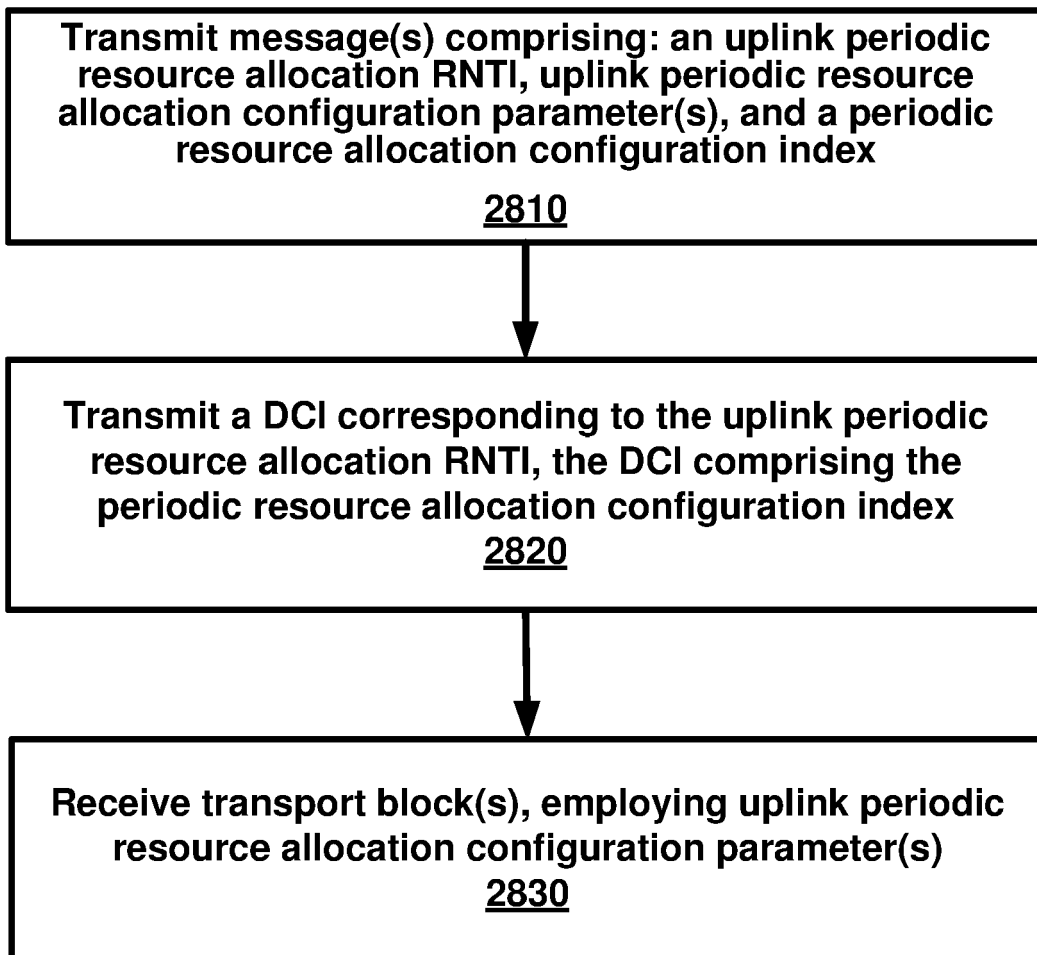 Transmit message(s) comprising: an uplink periodic
resource allocation RNTI, uplink periodic resource
allocation configuration parameter(s), and a periodic
resource allocation configuration index
2810
Transmit a DCI corresponding to the uplink periodic
resource allocation RNTI, the DCI comprising the
periodic resource allocation configuration index
2820
Receive transport block(s), employing uplink periodic
resource allocation configuration parameter(s)
2830